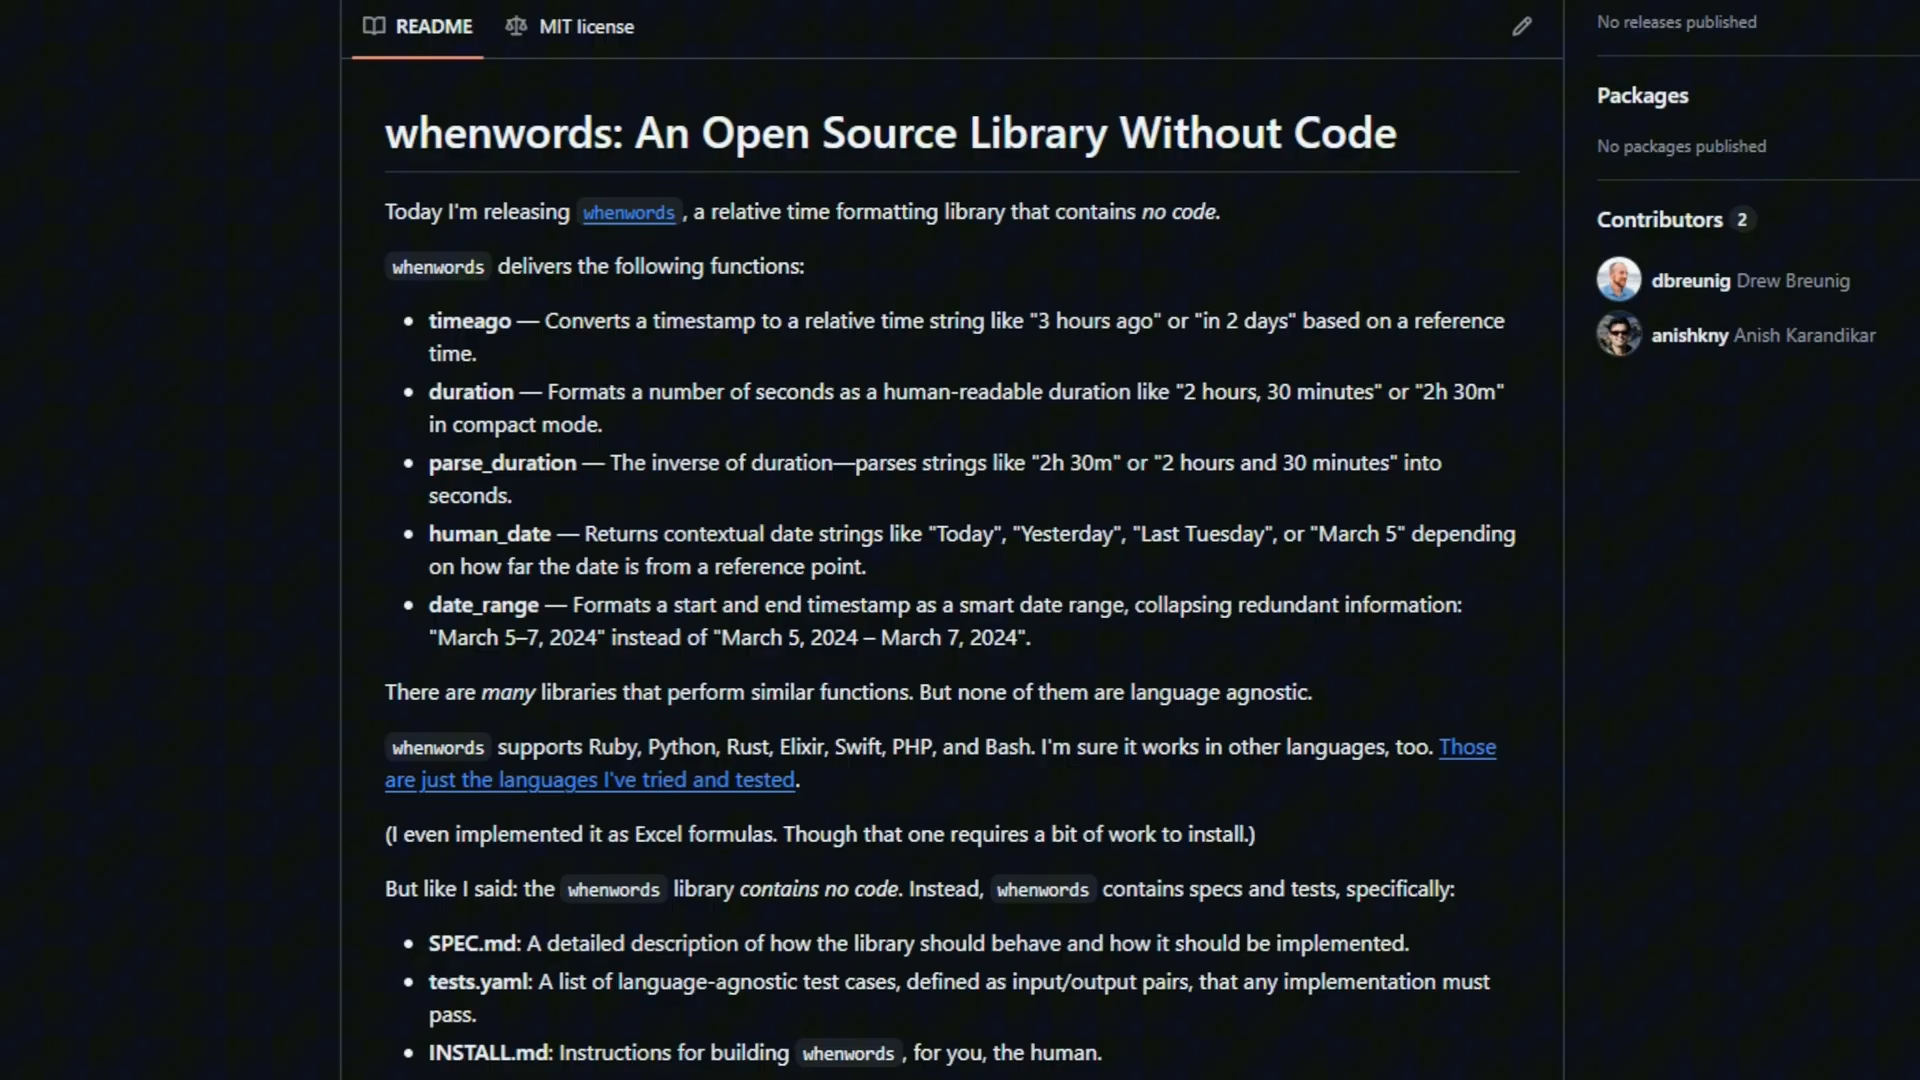 README
MIT license
whenwords: An Open Source Library Without Code
Today I'm releasing whenwords, a relative time formatting library that contains no code.
whenwords delivers the following functions:
• timeago — Converts a timestamp to a relative time string like "3 hours ago" or "in 2 days" based on a reference
time.
• duration — Formats a number of seconds as a human-readable duration like "2 hours, 30 minutes" or "2h 30m"
in compact mode.
• parse_duration — The inverse of duration—parses strings like "2h 30m" or "2 hours and 30 minutes" into
seconds.
• human_date — Returns contextual date strings like "Today", "Yesterday", "Last Tuesday", or "March 5" depending
on how far the date is from a reference point.
• date_range — Formats a start and end timestamp as a smart date range, collapsing redundant information:
"March 5–7, 2024" instead of "March 5, 2024 – March 7, 2024".
There are many libraries that perform similar functions. But none of them are language agnostic.
whenwords supports Ruby, Python, Rust, Elixir, Swift, PHP, and Bash. I'm sure it works in other languages, too. Those
are just the languages I've tried and tested.
(I even implemented it as Excel formulas. Though that one requires a bit of work to install.)
But like I said: the whenwords library contains no code. Instead, whenwords contains specs and tests, specifically:
• SPEC.md: A detailed description of how the library should behave and how it should be implemented.
• tests.yaml: A list of language-agnostic test cases, defined as input/output pairs, that any implementation must
pass.
• INSTALL.md: Instructions for building whenwords, for you, the human.
No releases published
Packages
No packages published
Contributors 2
dbreunig Drew Breunig
anishkny Anish Karandikar